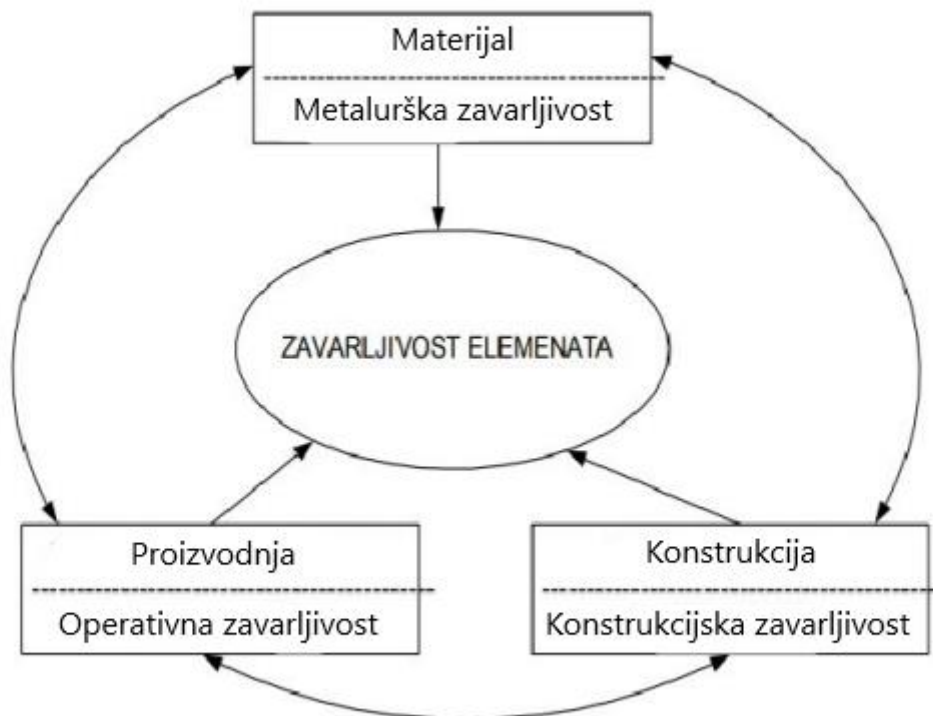 Materijal
Metalurška zavarljivost
ZAVARLJIVOST ELEMENATA
Proizvodnja
Operativna zavarljivost
Konstrukcija
Konstrukcijska zavarljivost